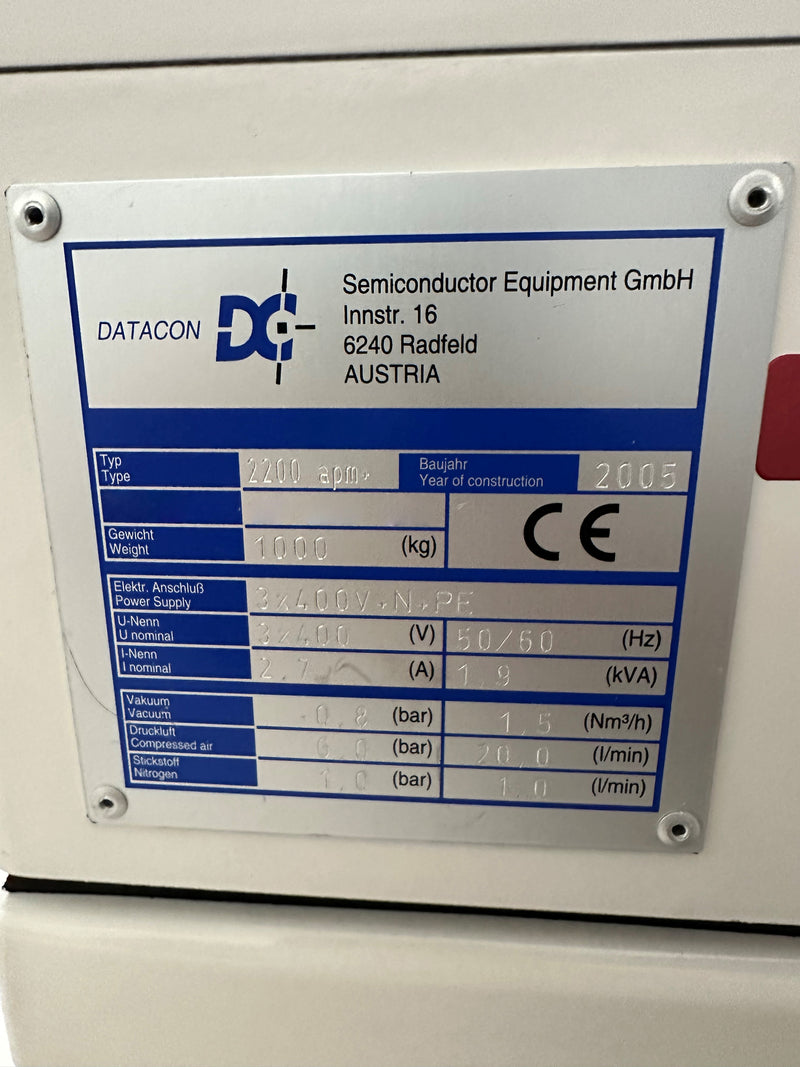 DATACON
DC
Semiconductor Equipment GmbH
Innstr. 16
6240 Radfeld
AUSTRIA
Typ
Type
2200 apm+
Baujahr
Year of construction
2005
Gewicht
Weight
1000 (kg)
CE
Elektr. Anschluß
Power Supply
3x400V+N+PE
U-Nenn
U nominal
3x400 (V) 50/60 (Hz)
I-Nenn
I nominal
2.7 (A) 1.9 (kVA)
Vakuum
Vacuum
-0.8 (bar) 1.5 (Nm³/h)
Druckluft
Compressed air
6.0 (bar) 20.0 (l/min)
Stickstoff
Nitrogen
1.0 (bar) 1.0 (l/min)